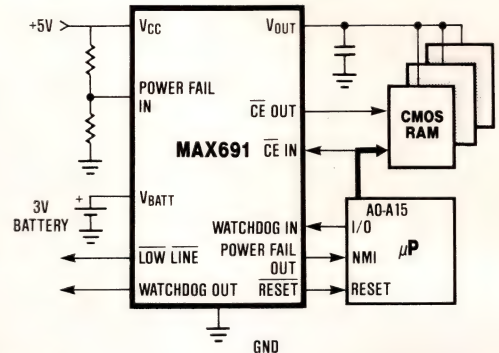 +5V
VCC
VOUT
POWER FAIL
IN
CE OUT
CMOS
RAM
MAX691
CE IN
VBATT
+
3V
BATTERY
A0-A15
WATCHDOG IN
I/O
µP
LOW LINE
POWER FAIL
OUT
NMI
WATCHDOG OUT
RESET
RESET
GND